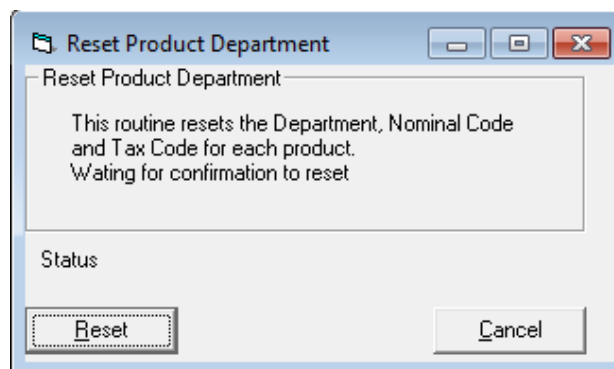 Reset Product Department
Reset Product Department
This routine resets the Department, Nominal Code
and Tax Code for each product.
Wating for confirmation to reset
Status
Reset
Cancel